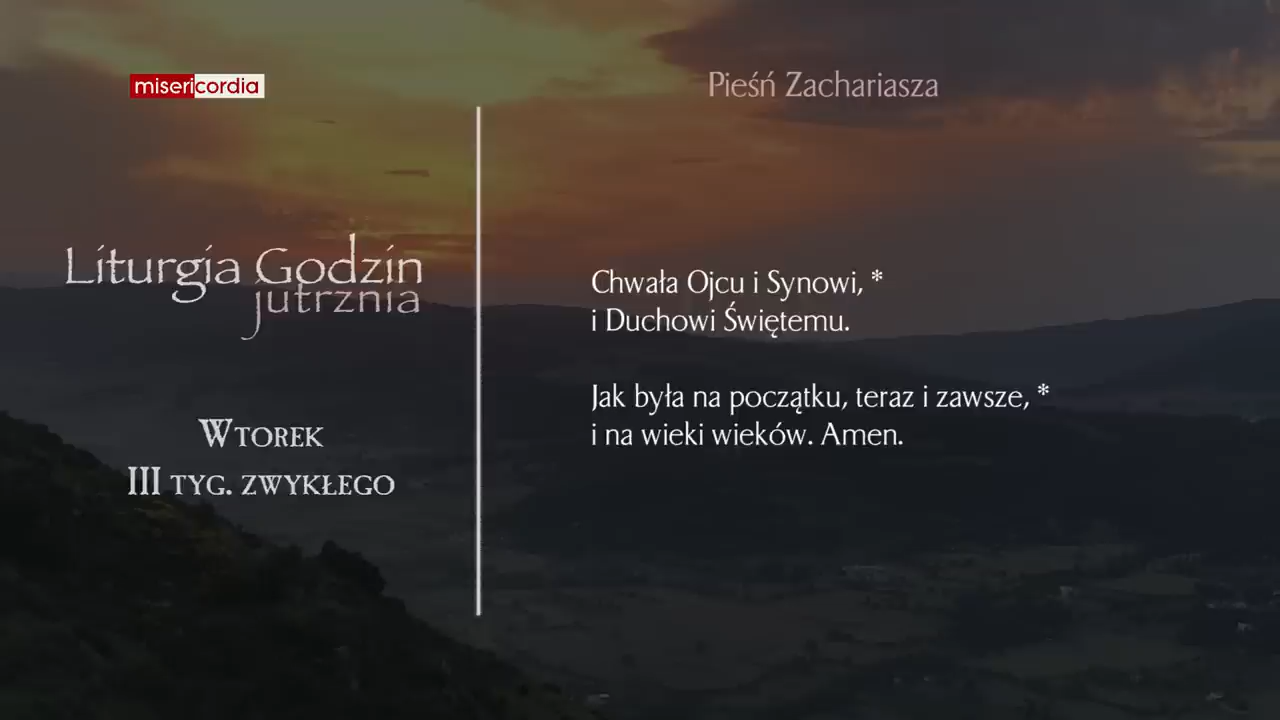 misericordia
Pieśń Zachariasza
Liturgia Godzin
jutrznia
Wtorek
III tyg. zwykłego
Chwała Ojcu i Synowi, *
i Duchowi Świętemu.
Jak była na początku, teraz i zawsze, *
i na wieki wieków. Amen.